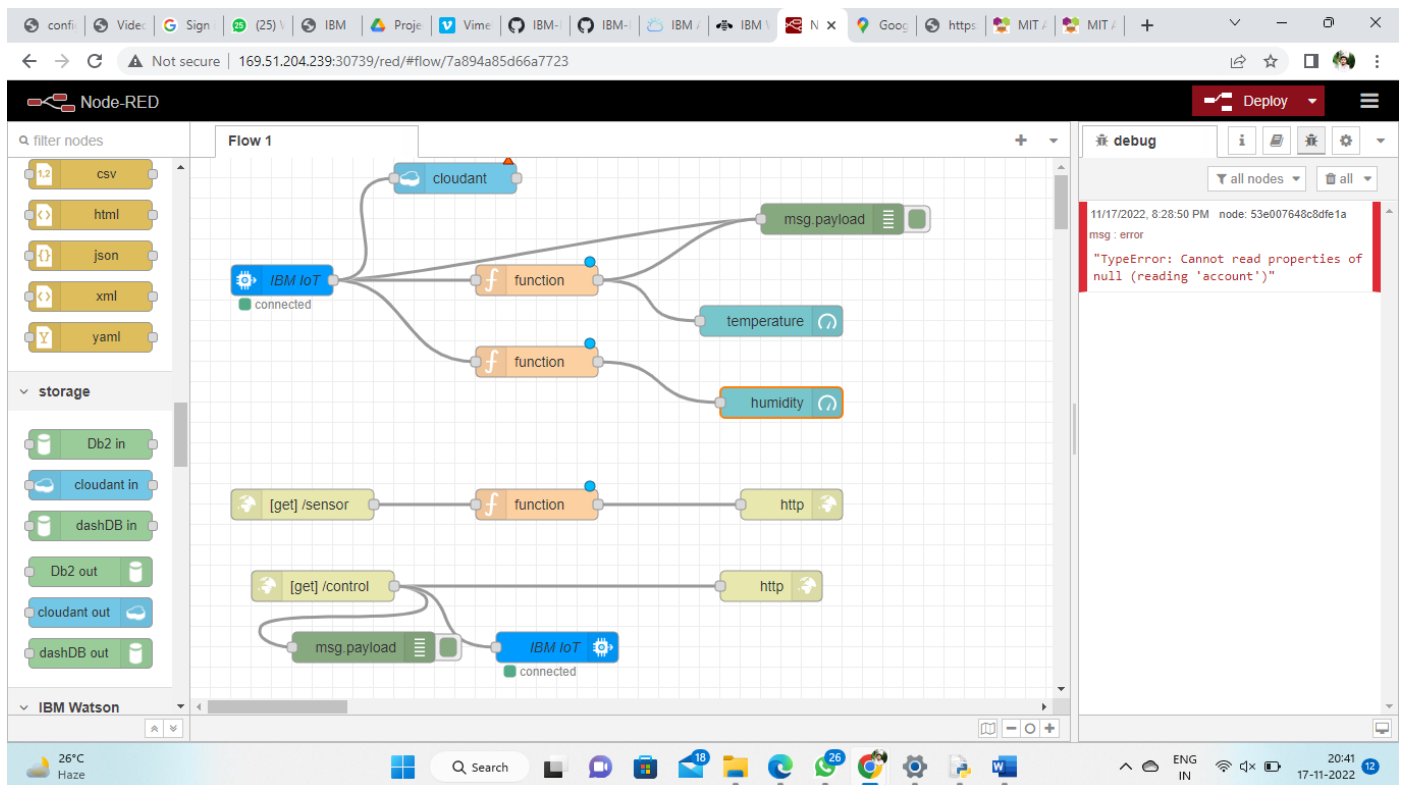 confi
Videc
Sign
(25) \
IBM
Proje
Vime
IBM-
IBM-
IBM /
IBM \
N
Goog
https
MIT /
MIT /
Not secure | 169.51.204.239:30739/red/#flow/7a894a85d66a7723
Node-RED
Deploy
filter nodes
Flow 1
debug
i
all nodes
all
1,2 csv
html
json
xml
Y yaml
storage
Db2 in
cloudant in
dashDB in
Db2 out
cloudant out
dashDB out
IBM Watson
cloudant
msg.payload
IBM IoT
connected
f function
temperature
f function
humidity
[get] /sensor
f function
http
[get] /control
http
msg.payload
IBM IoT
connected
11/17/2022, 8:28:50 PM node: 53e007648c8dfe1a
msg : error
"TypeError: Cannot read properties of
null (reading 'account')"
26°C
Haze
Search
18
26
ENG
IN
20:41
17-11-2022
12